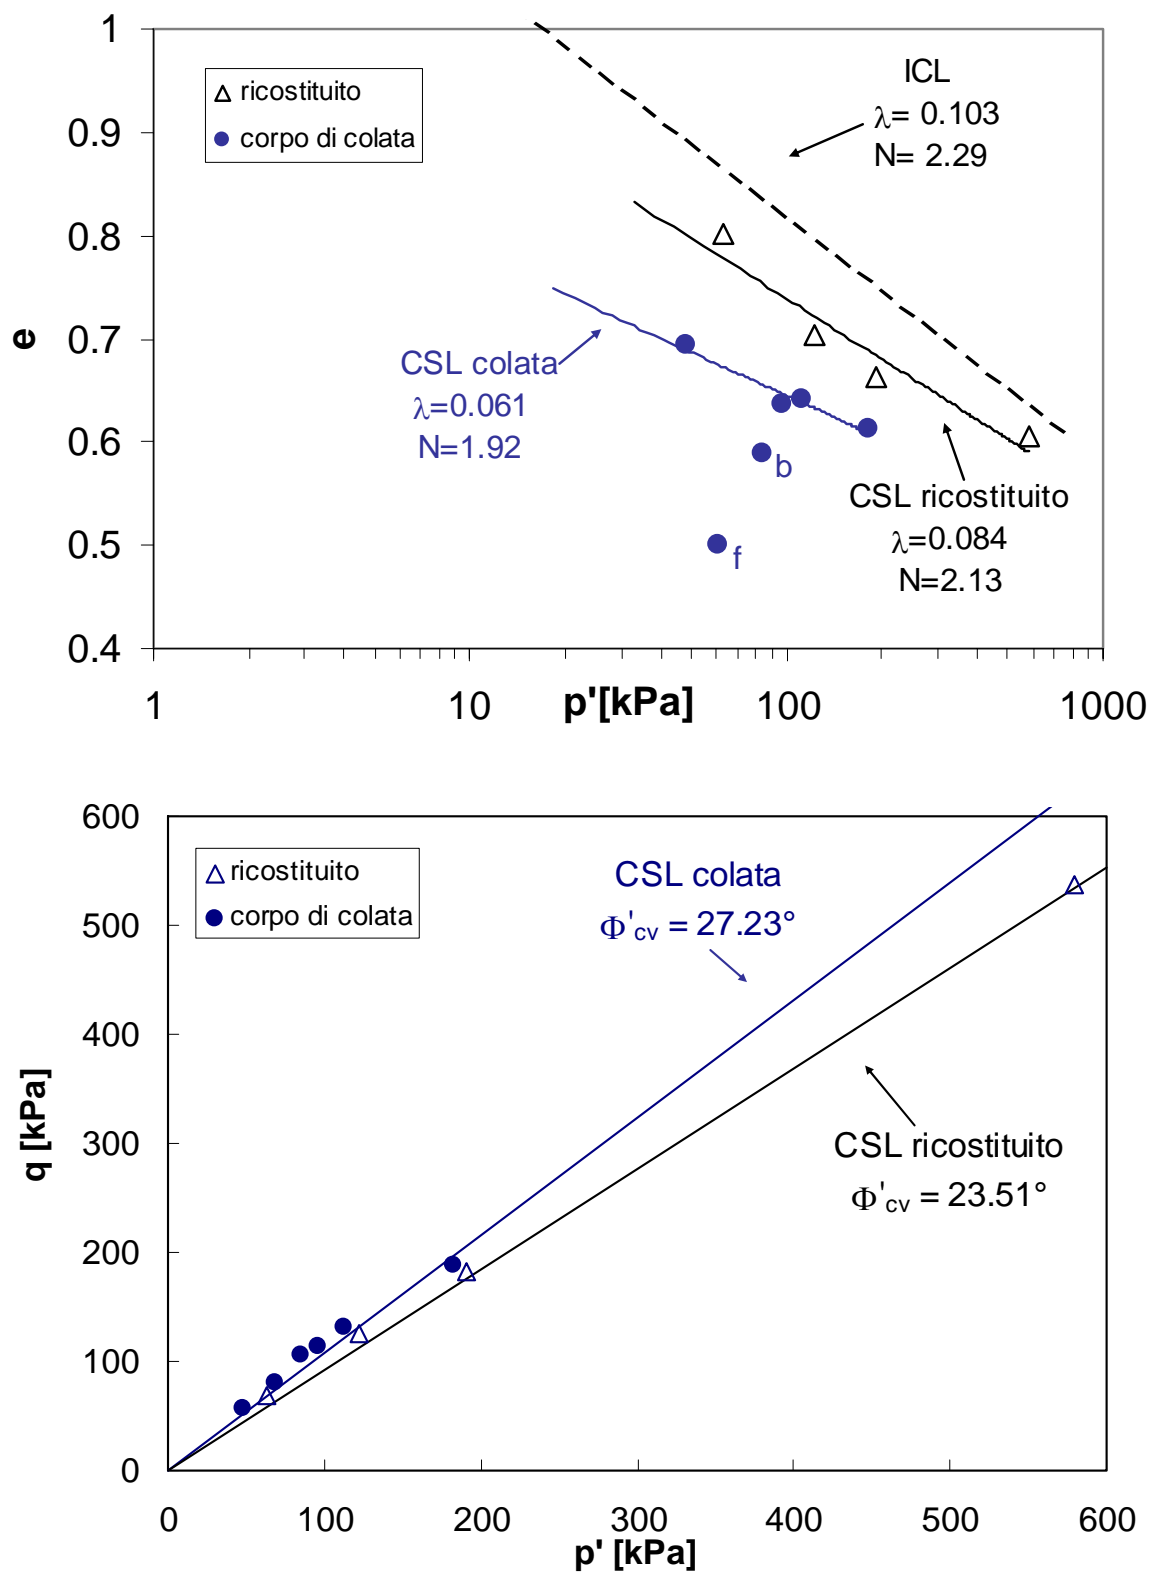 1
0.9
0.8
0.7
0.6
0.5
0.4
e
ricostituito
corpo di colata
ICL
λ= 0.103
N= 2.29
CSL colata
λ=0.061
N=1.92
b
f
CSL ricostituito
λ=0.084
N=2.13
1 10 100 1000
p'[kPa]
600
500
400
300
200
100
0
q [kPa]
ricostituito
corpo di colata
CSL colata
Φ'cv = 27.23°
CSL ricostituito
Φ'cv = 23.51°
0 100 200 300 400 500 600
p' [kPa]